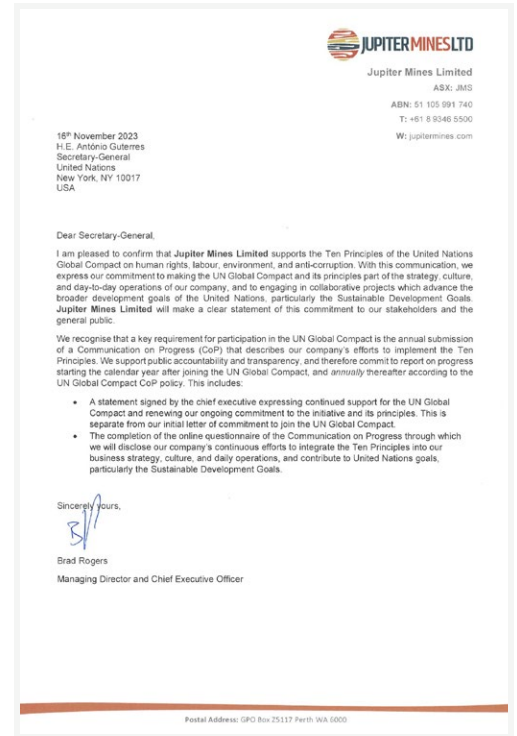 JUPITER MINES LTD
Jupiter Mines Limited
ASX: JMS
ABN: 51 105 991 740
T: +61 8 9346 5500
W: jupitermines.com
16th November 2023
H.E. António Guterres
Secretary-General
United Nations
New York, NY 10017
USA
Dear Secretary-General,
I am pleased to confirm that Jupiter Mines Limited supports the Ten Principles of the United Nations
Global Compact on human rights, labour, environment, and anti-corruption. With this communication, we
express our commitment to making the UN Global Compact and its principles part of the strategy, culture,
and day-to-day operations of our company, and to engaging in collaborative projects which advance the
broader development goals of the United Nations, particularly the Sustainable Development Goals.
Jupiter Mines Limited will make a clear statement of this commitment to our stakeholders and the
general public.
We recognise that a key requirement for participation in the UN Global Compact is the annual submission
of a Communication on Progress (CoP) that describes our company's efforts to implement the Ten
Principles. We support public accountability and transparency, and therefore commit to report on progress
starting the calendar year after joining the UN Global Compact, and annually thereafter according to the
UN Global Compact CoP policy. This includes:
• A statement signed by the chief executive expressing continued support for the UN Global
Compact and renewing our ongoing commitment to the initiative and its principles. This is
separate from our initial letter of commitment to join the UN Global Compact.
• The completion of the online questionnaire of the Communication on Progress through which
we will disclose our company's continuous efforts to integrate the Ten Principles into our
business strategy, culture, and daily operations, and contribute to United Nations goals,
particularly the Sustainable Development Goals.
Sincerely yours,
Brad Rogers
Managing Director and Chief Executive Officer
Postal Address: GPO Box Z5117 Perth WA 6000